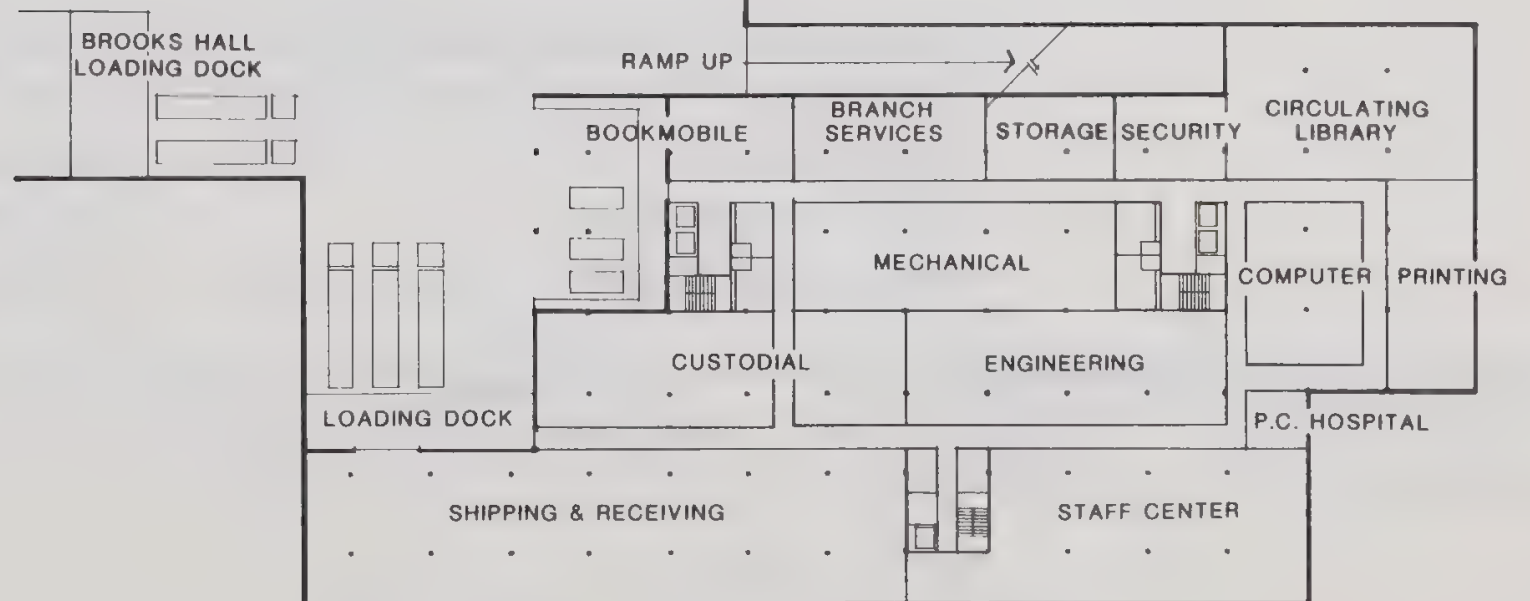 BROOKS HALL
LOADING DOCK
RAMP UP
BOOKMOBILE
BRANCH
SERVICES
STORAGE
SECURITY
CIRCULATING
LIBRARY
MECHANICAL
COMPUTER
PRINTING
CUSTODIAL
ENGINEERING
LOADING DOCK
P.C. HOSPITAL
SHIPPING & RECEIVING
STAFF CENTER